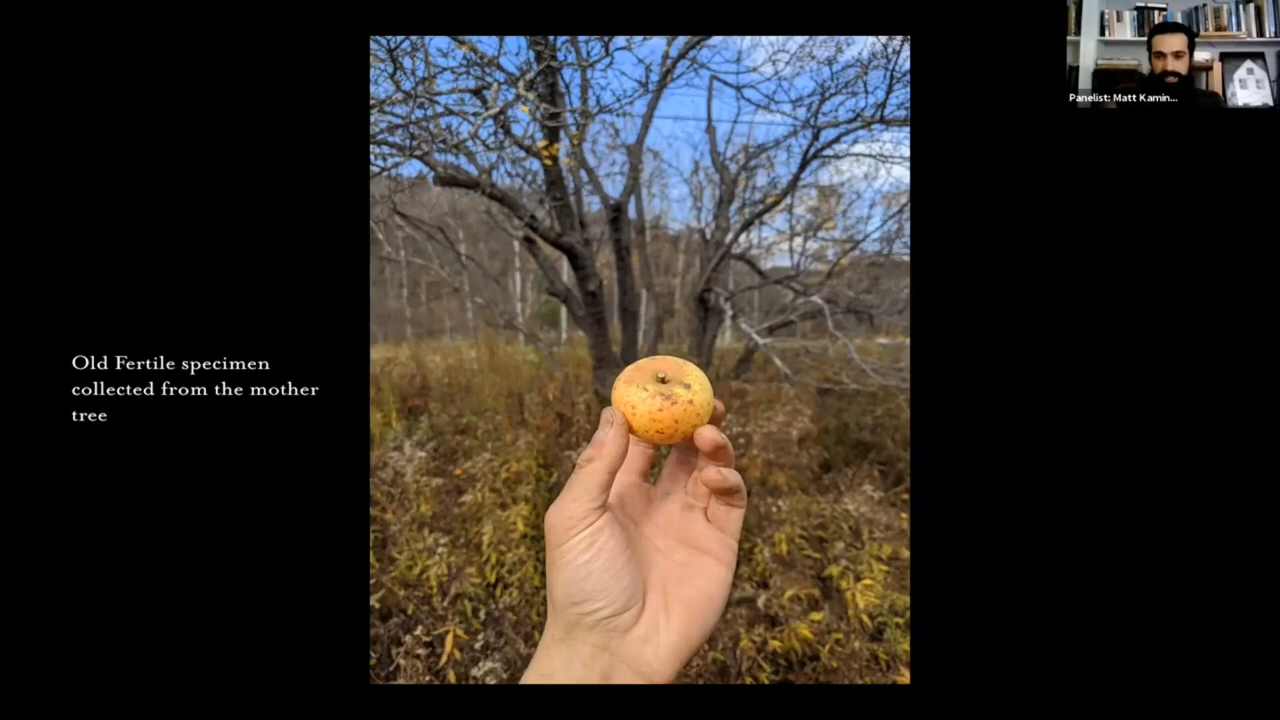 Panelist: Matt Kamin...
Old Fertile specimen
collected from the mother
tree